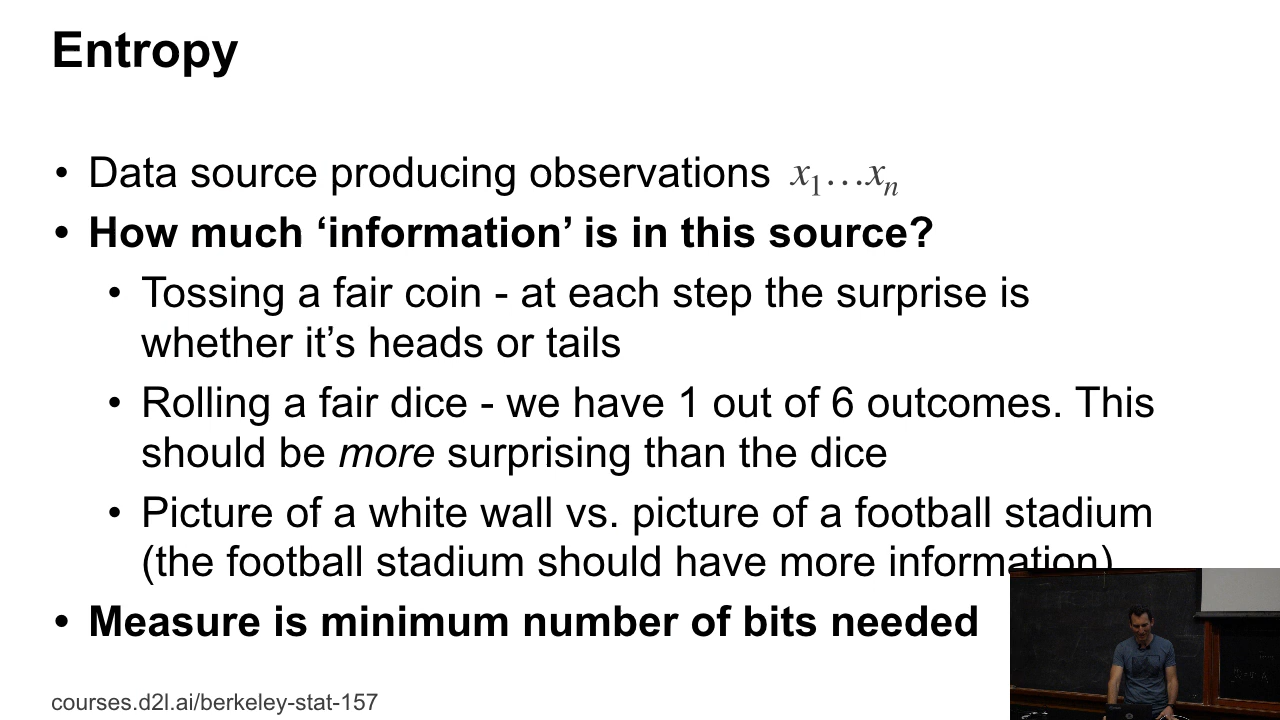 Entropy
• Data source producing observations x₁…xₙ
• How much ‘information’ is in this source?
• Tossing a fair coin - at each step the surprise is
whether it’s heads or tails
• Rolling a fair dice - we have 1 out of 6 outcomes. This
should be more surprising than the dice
• Picture of a white wall vs. picture of a football stadium
(the football stadium should have more information)
• Measure is minimum number of bits needed
courses.d2l.ai/berkeley-stat-157